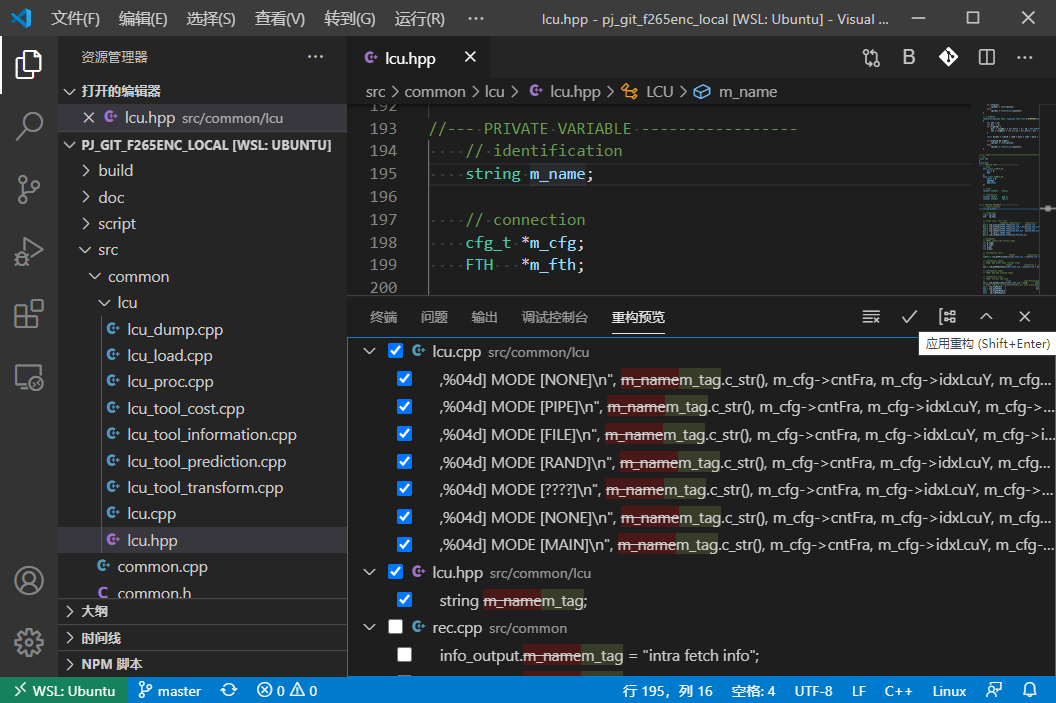 文件(F) 编辑(E) 选择(S) 查看(V) 转到(G) 运行(R) ··· lcu.hpp - pj_git_f265enc_local [WSL: Ubuntu] - Visual ...
资源管理器 ···
打开的编辑器
lcu.hpp src/common/lcu
PJ_GIT_F265ENC_LOCAL [WSL: UBUNTU]
build
doc
script
src
common
lcu
lcu_dump.cpp
lcu_load.cpp
lcu_proc.cpp
lcu_tool_cost.cpp
lcu_tool_information.cpp
lcu_tool_prediction.cpp
lcu_tool_transform.cpp
lcu.cpp
lcu.hpp
common.cpp
common.h
大纲
时间线
NPM 脚本
lcu.hpp
src > common > lcu > lcu.hpp > LCU > m_name
192
193 //---- PRIVATE VARIABLE -----------------
194 // identification
195 string m_name;
196
197 // connection
198 cfg_t *m_cfg;
199 FTH *m_fth;
200
终端 问题 输出 调试控制台 重构预览
应用重构 (Shift+Enter)
lcu.cpp src/common/lcu
,%04d] MODE [NONE]\n", m_namem_tag.c_str(), m_cfg->cntFra, m_cfg->idxLcuY, m_cfg...
,%04d] MODE [PIPE]\n", m_namem_tag.c_str(), m_cfg->cntFra, m_cfg->idxLcuY, m_cfg->...
,%04d] MODE [FILE]\n", m_namem_tag.c_str(), m_cfg->cntFra, m_cfg->idxLcuY, m_cfg->i...
,%04d] MODE [RAND]\n", m_namem_tag.c_str(), m_cfg->cntFra, m_cfg->idxLcuY, m_cfg...
,%04d] MODE [????]\n", m_namem_tag.c_str(), m_cfg->cntFra, m_cfg->idxLcuY, m_cfg->...
,%04d] MODE [NONE]\n", m_namem_tag.c_str(), m_cfg->cntFra, m_cfg->idxLcuY, m_cfg...
,%04d] MODE [MAIN]\n", m_namem_tag.c_str(), m_cfg->cntFra, m_cfg->idxLcuY, m_cfg-...
lcu.hpp src/common/lcu
string m_namem_tag;
rec.cpp src/common
info_output.m_namem_tag = "intra fetch info";
WSL: Ubuntu master 0 0 行 195，列 16 空格: 4 UTF-8 LF C++ Linux